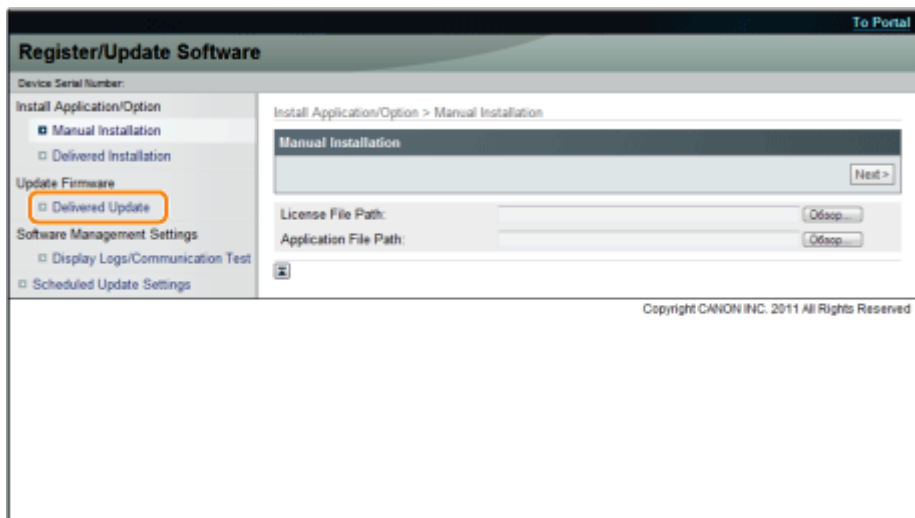 To Portal
Register/Update Software
Device Serial Number:
Install Application/Option
Manual Installation
Delivered Installation
Update Firmware
Delivered Update
Software Management Settings
Display Logs/Communication Test
Scheduled Update Settings
Install Application/Option > Manual Installation
Manual Installation
Next >
License File Path: Обзор...
Application File Path: Обзор...
Copyright CANON INC. 2011 All Rights Reserved